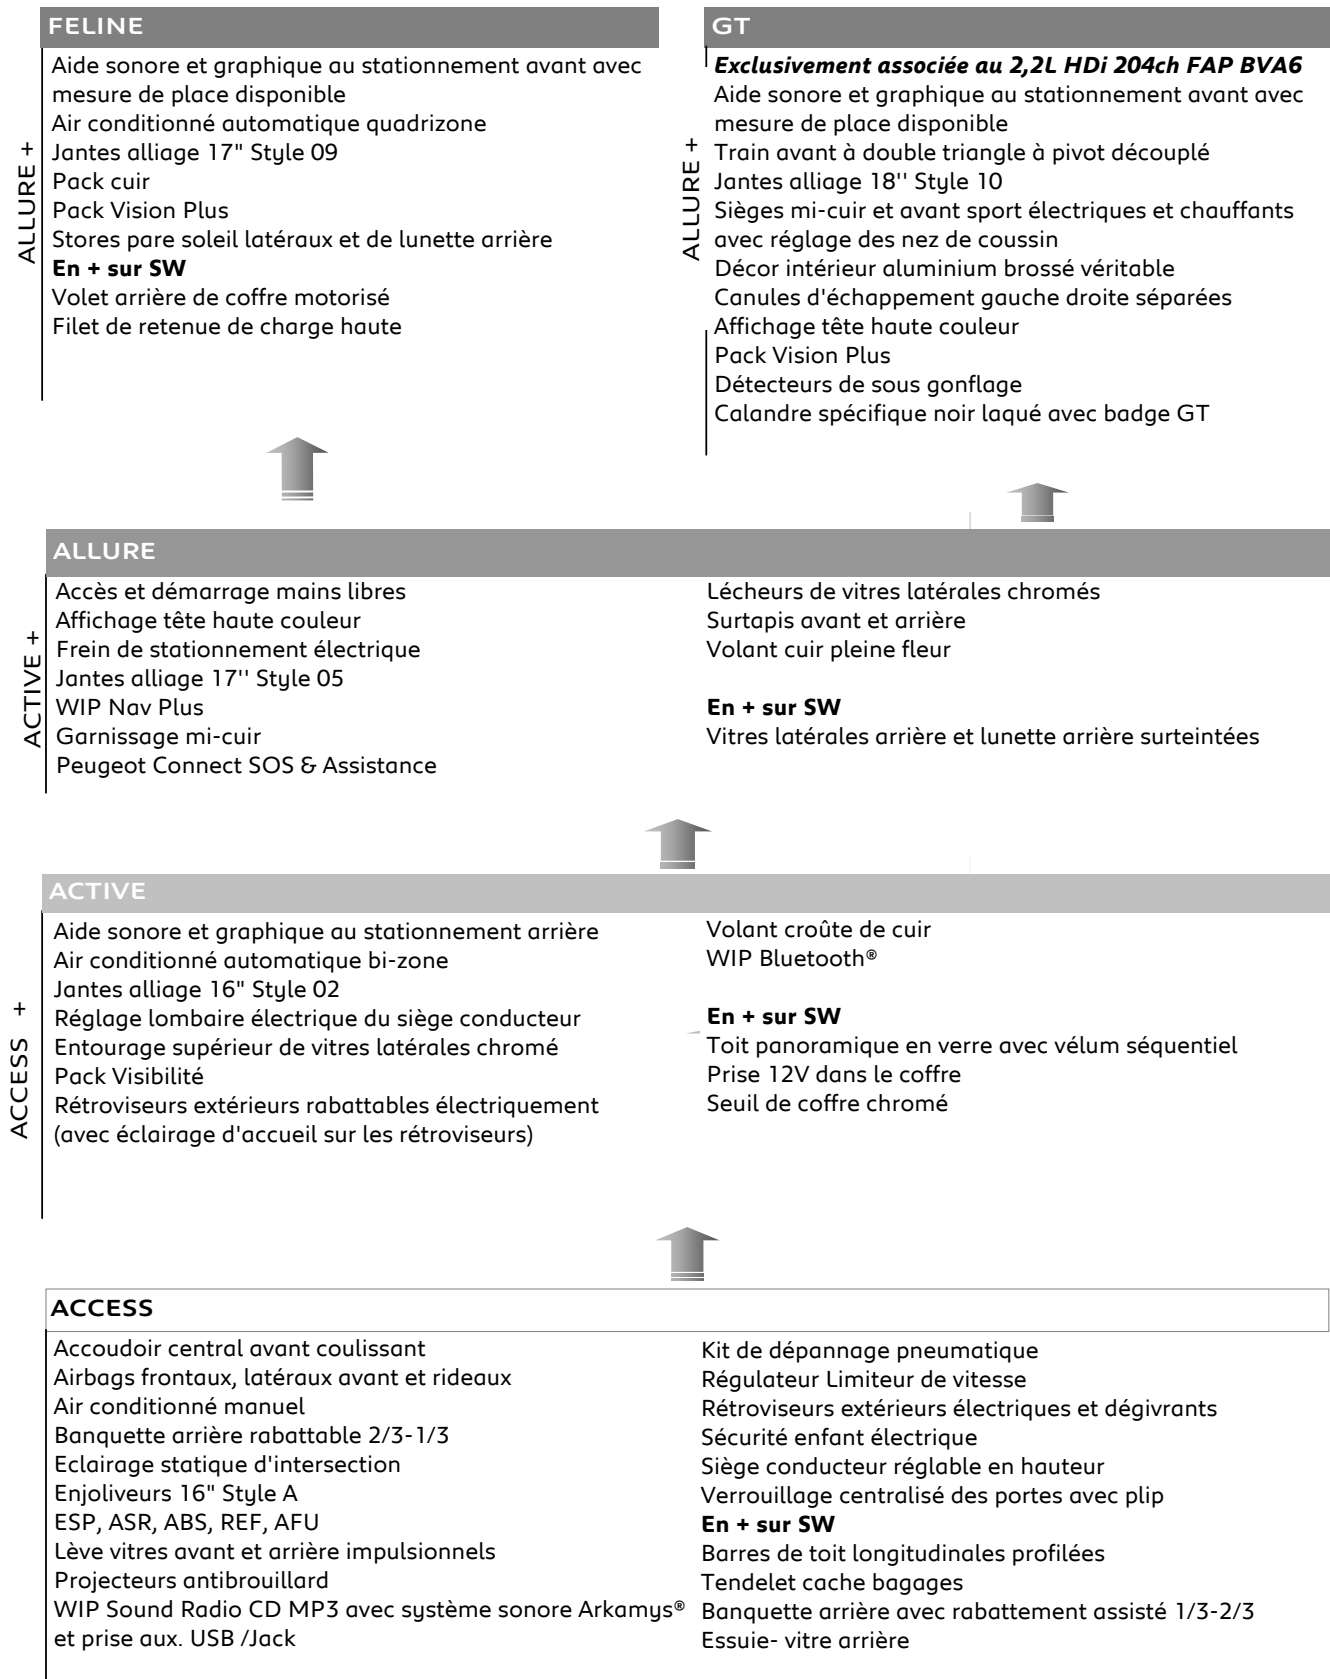 FELINE
ALLURE +
Aide sonore et graphique au stationnement avant avec
mesure de place disponible
Air conditionné automatique quadrizone
Jantes alliage 17" Style 09
Pack cuir
Pack Vision Plus
Stores pare soleil latéraux et de lunette arrière
En + sur SW
Volet arrière de coffre motorisé
Filet de retenue de charge haute
GT
ALLURE +
Exclusivement associée au 2,2L HDi 204ch FAP BVA6
Aide sonore et graphique au stationnement avant avec
mesure de place disponible
Train avant à double triangle à pivot découplé
Jantes alliage 18'' Style 10
Sièges mi-cuir et avant sport électriques et chauffants
avec réglage des nez de coussin
Décor intérieur aluminium brossé véritable
Canules d'échappement gauche droite séparées
Affichage tête haute couleur
Pack Vision Plus
Détecteurs de sous gonflage
Calandre spécifique noir laqué avec badge GT
ALLURE
ACTIVE +
Accès et démarrage mains libres
Affichage tête haute couleur
Frein de stationnement électrique
Jantes alliage 17'' Style 05
WIP Nav Plus
Garnissage mi-cuir
Peugeot Connect SOS & Assistance
Lécheurs de vitres latérales chromés
Surtapis avant et arrière
Volant cuir pleine fleur
En + sur SW
Vitres latérales arrière et lunette arrière surteintées
ACTIVE
ACCESS +
Aide sonore et graphique au stationnement arrière
Air conditionné automatique bi-zone
Jantes alliage 16" Style 02
Réglage lombaire électrique du siège conducteur
Entourage supérieur de vitres latérales chromé
Pack Visibilité
Rétroviseurs extérieurs rabattables électriquement
(avec éclairage d'accueil sur les rétroviseurs)
Volant croûte de cuir
WIP Bluetooth®
En + sur SW
Toit panoramique en verre avec vélum séquentiel
Prise 12V dans le coffre
Seuil de coffre chromé
ACCESS
Accoudoir central avant coulissant
Airbags frontaux, latéraux avant et rideaux
Air conditionné manuel
Banquette arrière rabattable 2/3-1/3
Eclairage statique d'intersection
Enjoliveurs 16" Style A
ESP, ASR, ABS, REF, AFU
Lève vitres avant et arrière impulsionnels
Projecteurs antibrouillard
WIP Sound Radio CD MP3 avec système sonore Arkamys®
et prise aux. USB /Jack
Kit de dépannage pneumatique
Régulateur Limiteur de vitesse
Rétroviseurs extérieurs électriques et dégivrants
Sécurité enfant électrique
Siège conducteur réglable en hauteur
Verrouillage centralisé des portes avec plip
En + sur SW
Barres de toit longitudinales profilées
Tendelet cache bagages
Banquette arrière avec rabattement assisté 1/3-2/3
Essuie- vitre arrière